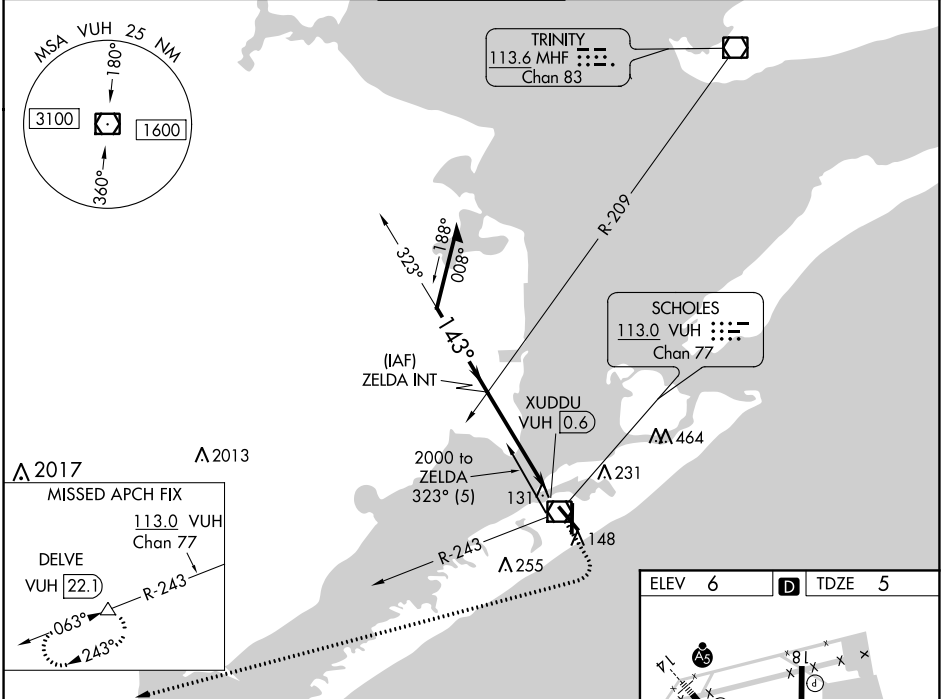 MSA VUH 25 NM
180°
3100
1600
360°
TRINITY
113.6 MHF
Chan 83
R-209
323°
188°
008°
143°
(IAF)
ZELDA INT
SCHOLES
113.0 VUH
Chan 77
XUDDU
VUH 0.6
464
231
2000 to
ZELDA
323° (5)
131
148
R-243
255
2017
2013
MISSED APCH FIX
113.0 VUH
Chan 77
DELVE
VUH 22.1
R-243
063°
243°
ELEV 6 D TDZE 5
A5
14
18
P